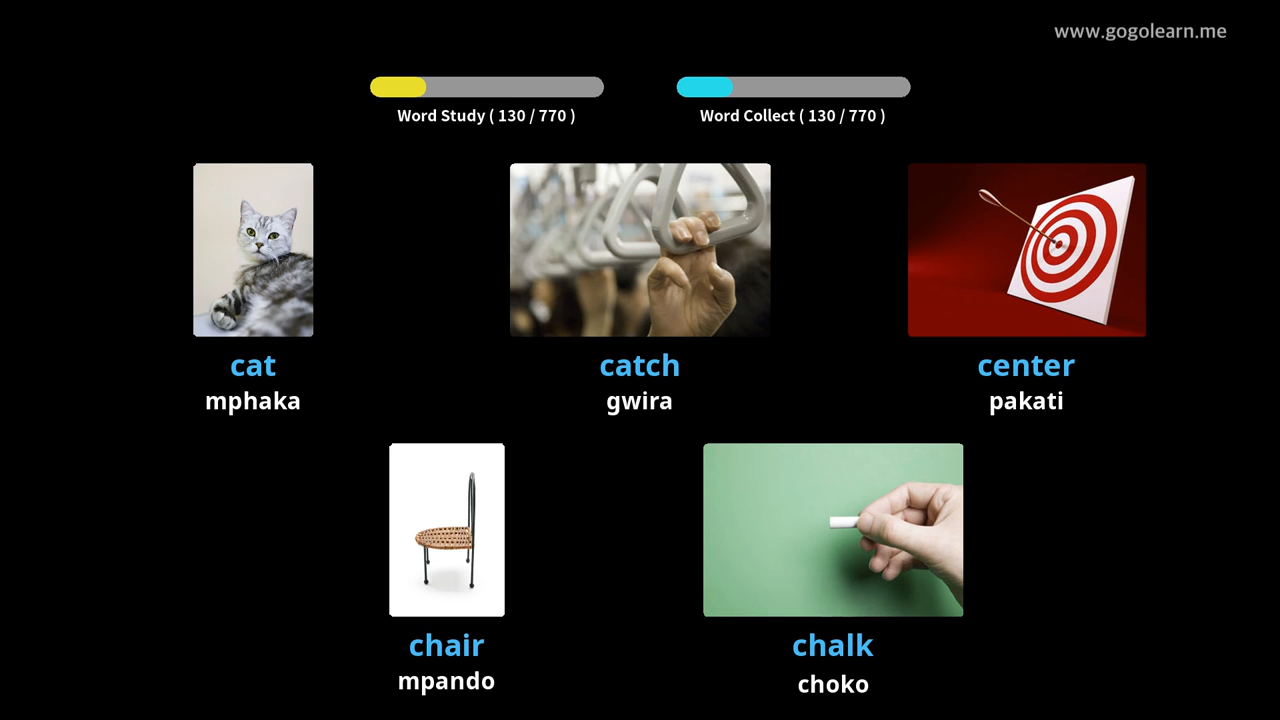 www.gogolearn.me
Word Study ( 130 / 770 )
Word Collect ( 130 / 770 )
cat
mphaka
catch
gwira
center
pakati
chair
mpando
chalk
choko